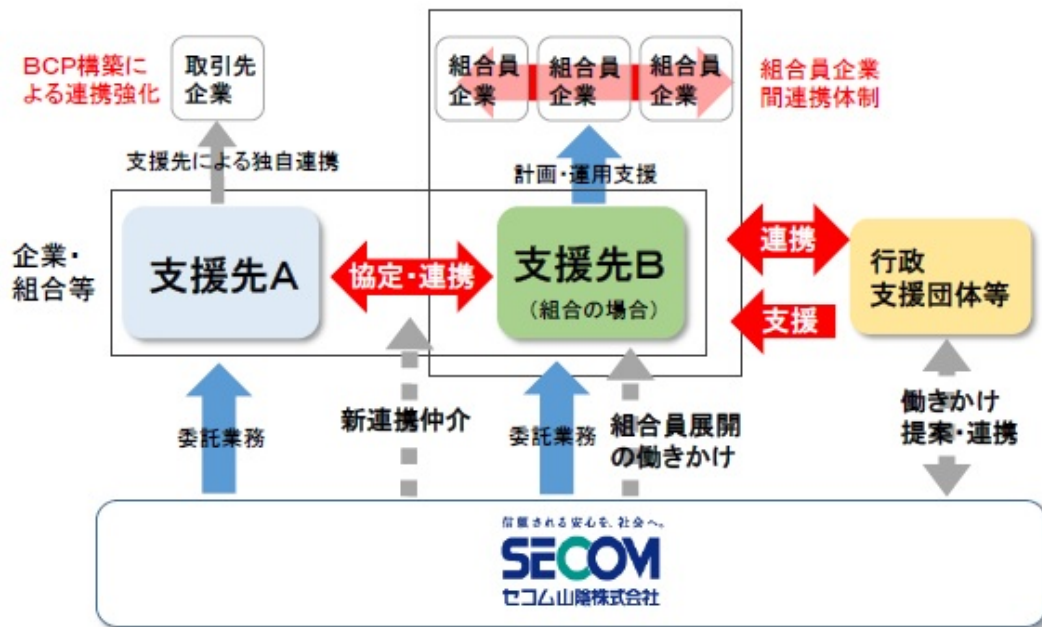 BCP構築に
よる連携強化
取引先
企業
組合員
企業
組合員
企業
組合員
企業
組合員企業
間連携体制
支援先による独自連携
計画・運用支援
企業・
組合等
支援先A
協定・連携
支援先B
（組合の場合）
連携
支援
行政
支援団体等
委託業務
新連携仲介
委託業務
組合員展開
の働きかけ
働きかけ
提案・連携
信頼される安心を、社会へ。
SECOM
セコム山陰株式会社